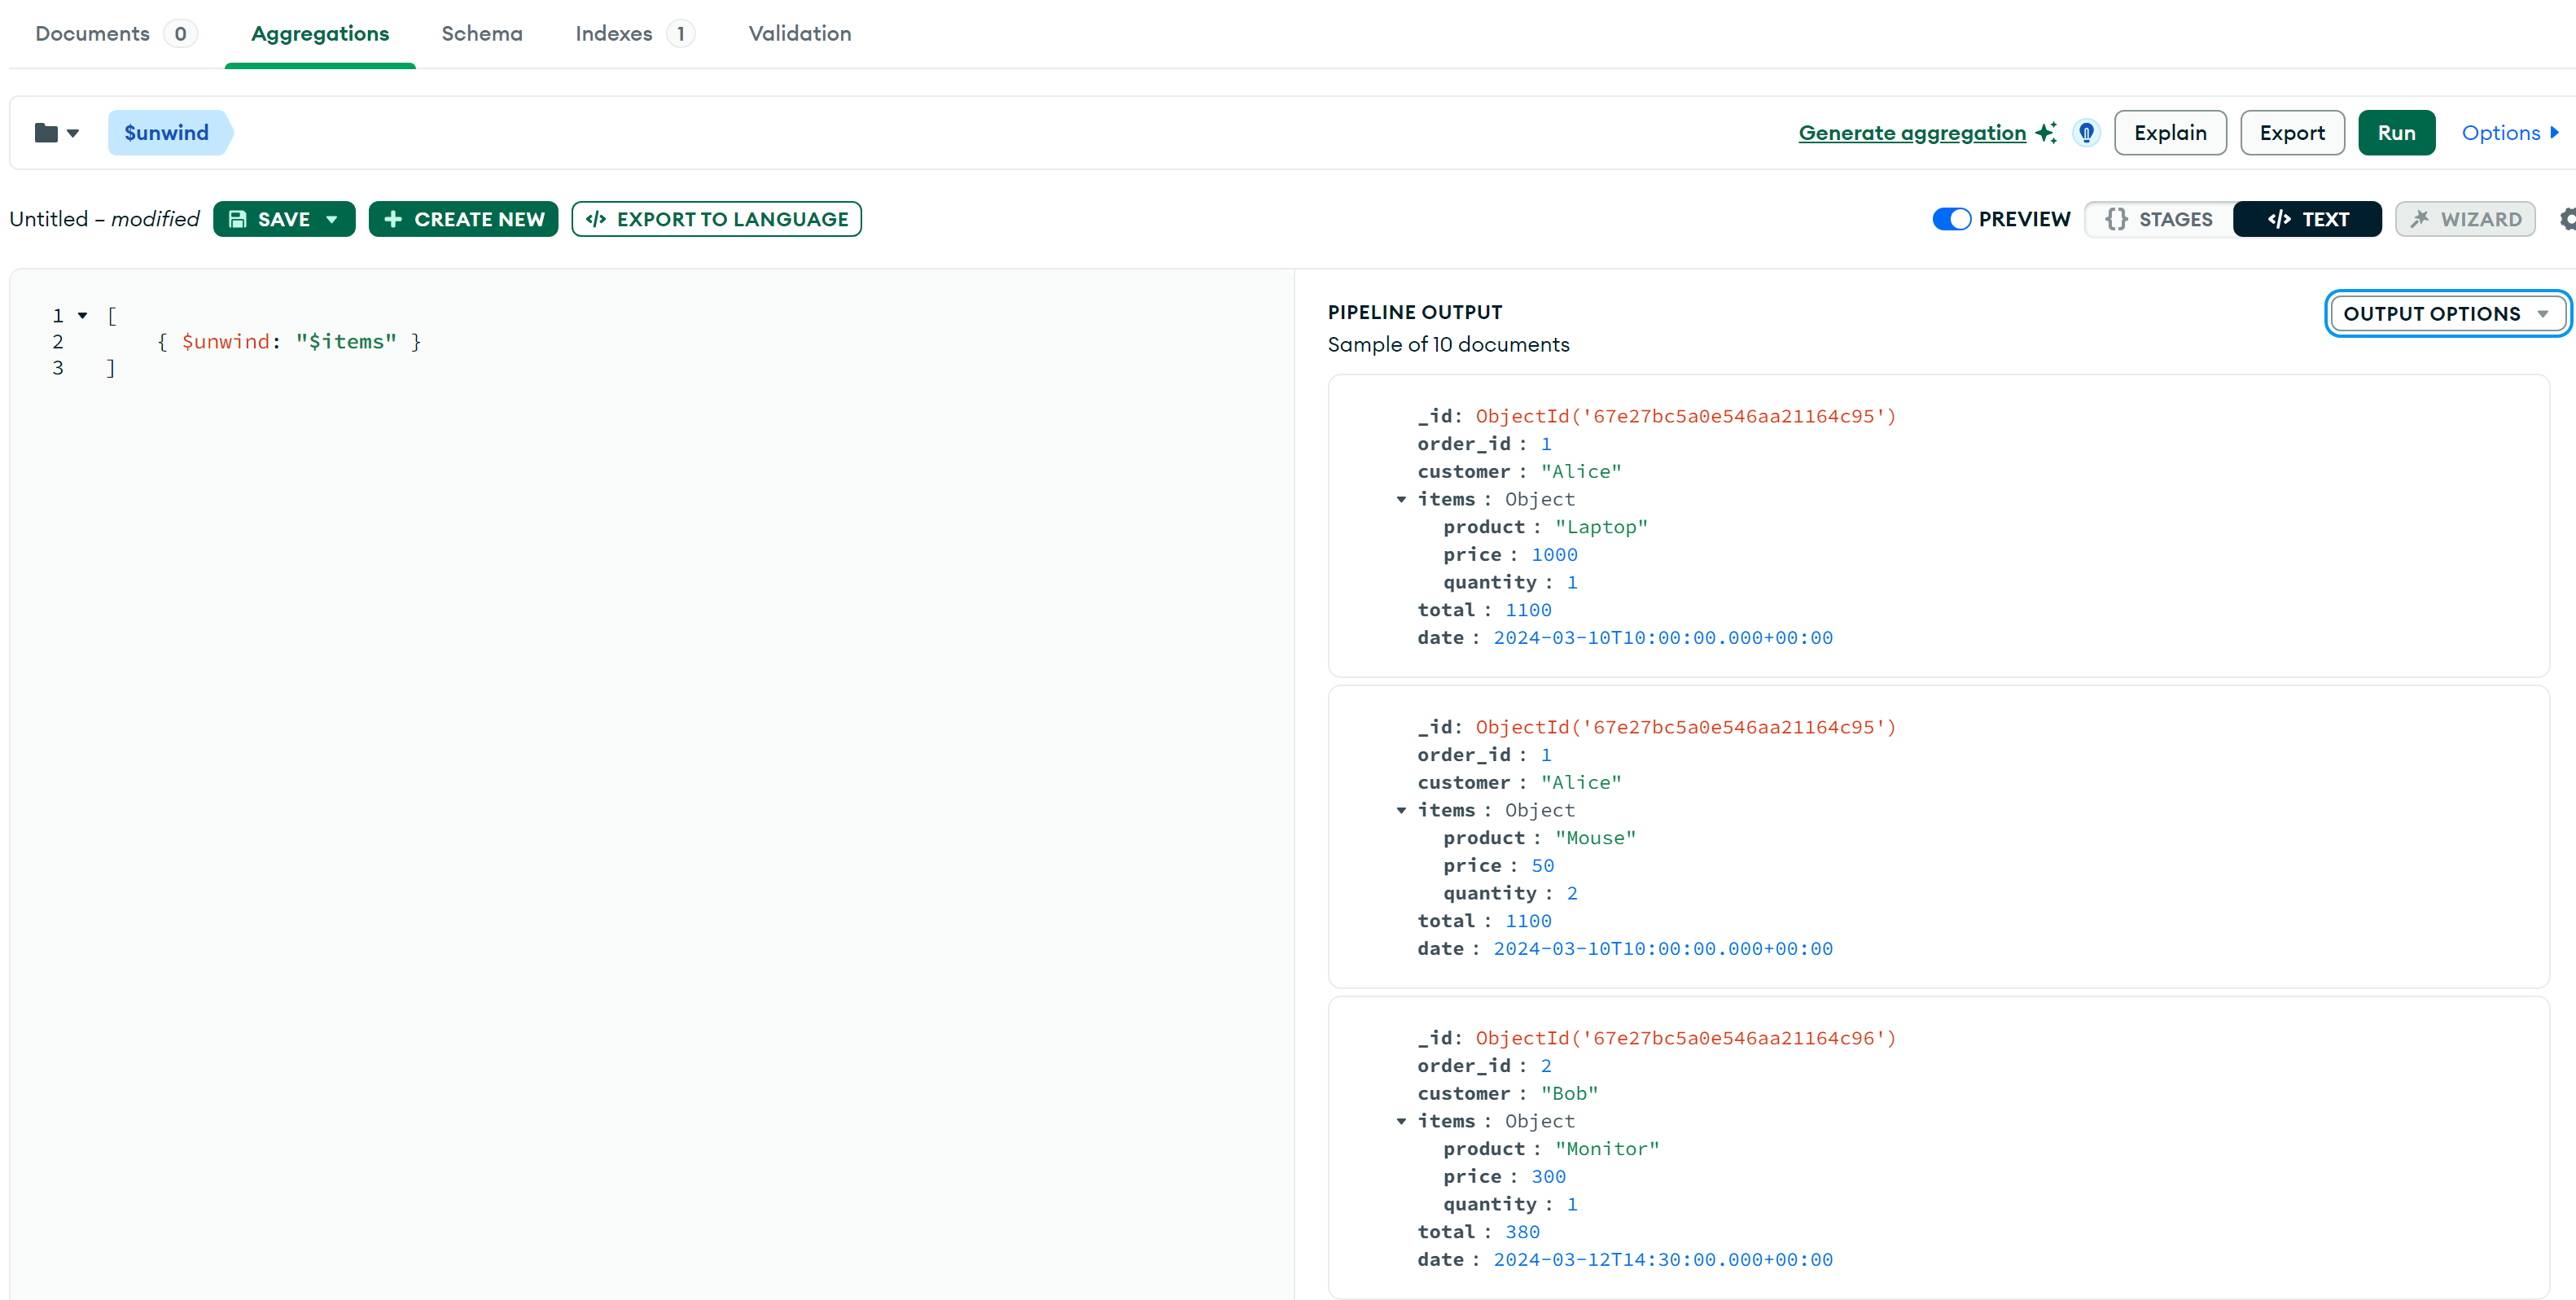 Documents 0 Aggregations Schema Indexes 1 Validation
$unwind Generate aggregation Explain Export Run Options
Untitled – modified SAVE CREATE NEW </> EXPORT TO LANGUAGE PREVIEW {} STAGES </> TEXT WIZARD
1 [
2 { $unwind: "$items" }
3 ]
PIPELINE OUTPUT
OUTPUT OPTIONS
Sample of 10 documents
_id: ObjectId('67e27bc5a0e546aa21164c95')
order_id : 1
customer : "Alice"
items : Object
product : "Laptop"
price : 1000
quantity : 1
total : 1100
date : 2024-03-10T10:00:00.000+00:00
_id: ObjectId('67e27bc5a0e546aa21164c95')
order_id : 1
customer : "Alice"
items : Object
product : "Mouse"
price : 50
quantity : 2
total : 1100
date : 2024-03-10T10:00:00.000+00:00
_id: ObjectId('67e27bc5a0e546aa21164c96')
order_id : 2
customer : "Bob"
items : Object
product : "Monitor"
price : 300
quantity : 1
total : 380
date : 2024-03-12T14:30:00.000+00:00